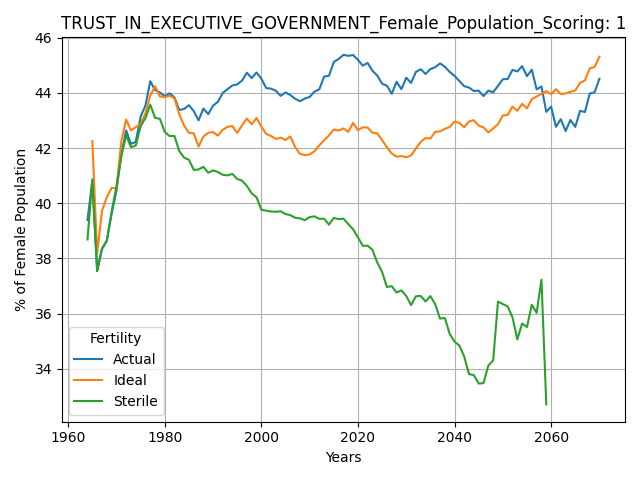 TRUST_IN_EXECUTIVE_GOVERNMENT_Female_Population_Scoring: 1
% of Female Population
46
44
42
40
38
36
34
Fertility
Actual
Ideal
Sterile
1960 1980 2000 2020 2040 2060
Years